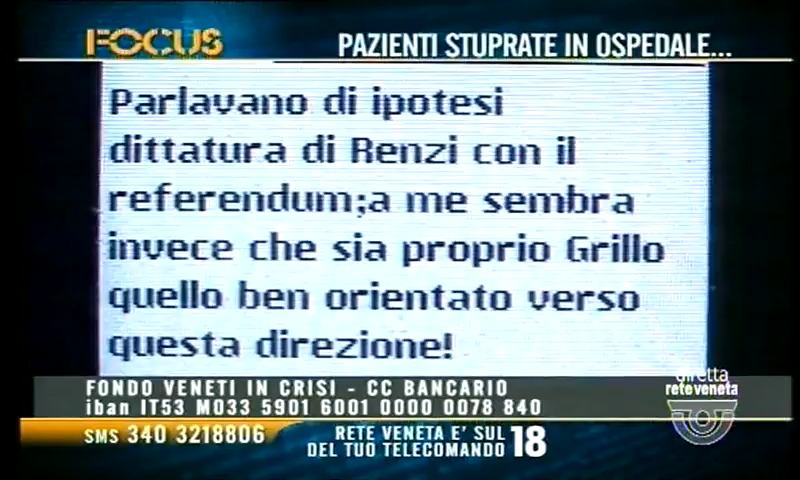 FOCUS
PAZIENTI STUPRATE IN OSPEDALE...
Parlavano di ipotesi
dittatura di Renzi con il
referendum;a me sembra
invece che sia proprio Grillo
quello ben orientato verso
questa direzione!
FONDO VENETI IN CRISI - CC BANCARIO
iban IT53 M033 5901 6001 0000 0078 840
diretta
reteveneta
SMS 340 3218806
RETE VENETA E' SUL
DEL TUO TELECOMANDO 18